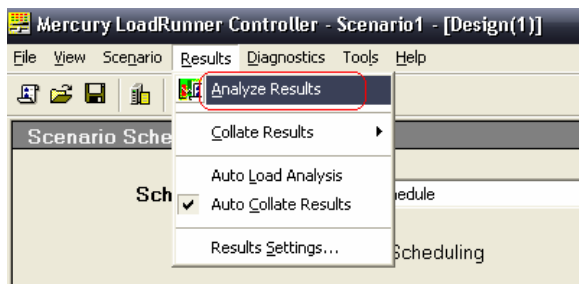 Mercury LoadRunner Controller - Scenario1 - [Design(1)]
File View Scenario Results Diagnostics Tools Help
Analyze Results
Scenario Sche
Collate Results
Auto Load Analysis
Sch
edule
Auto Collate Results
Results Settings...
Scheduling